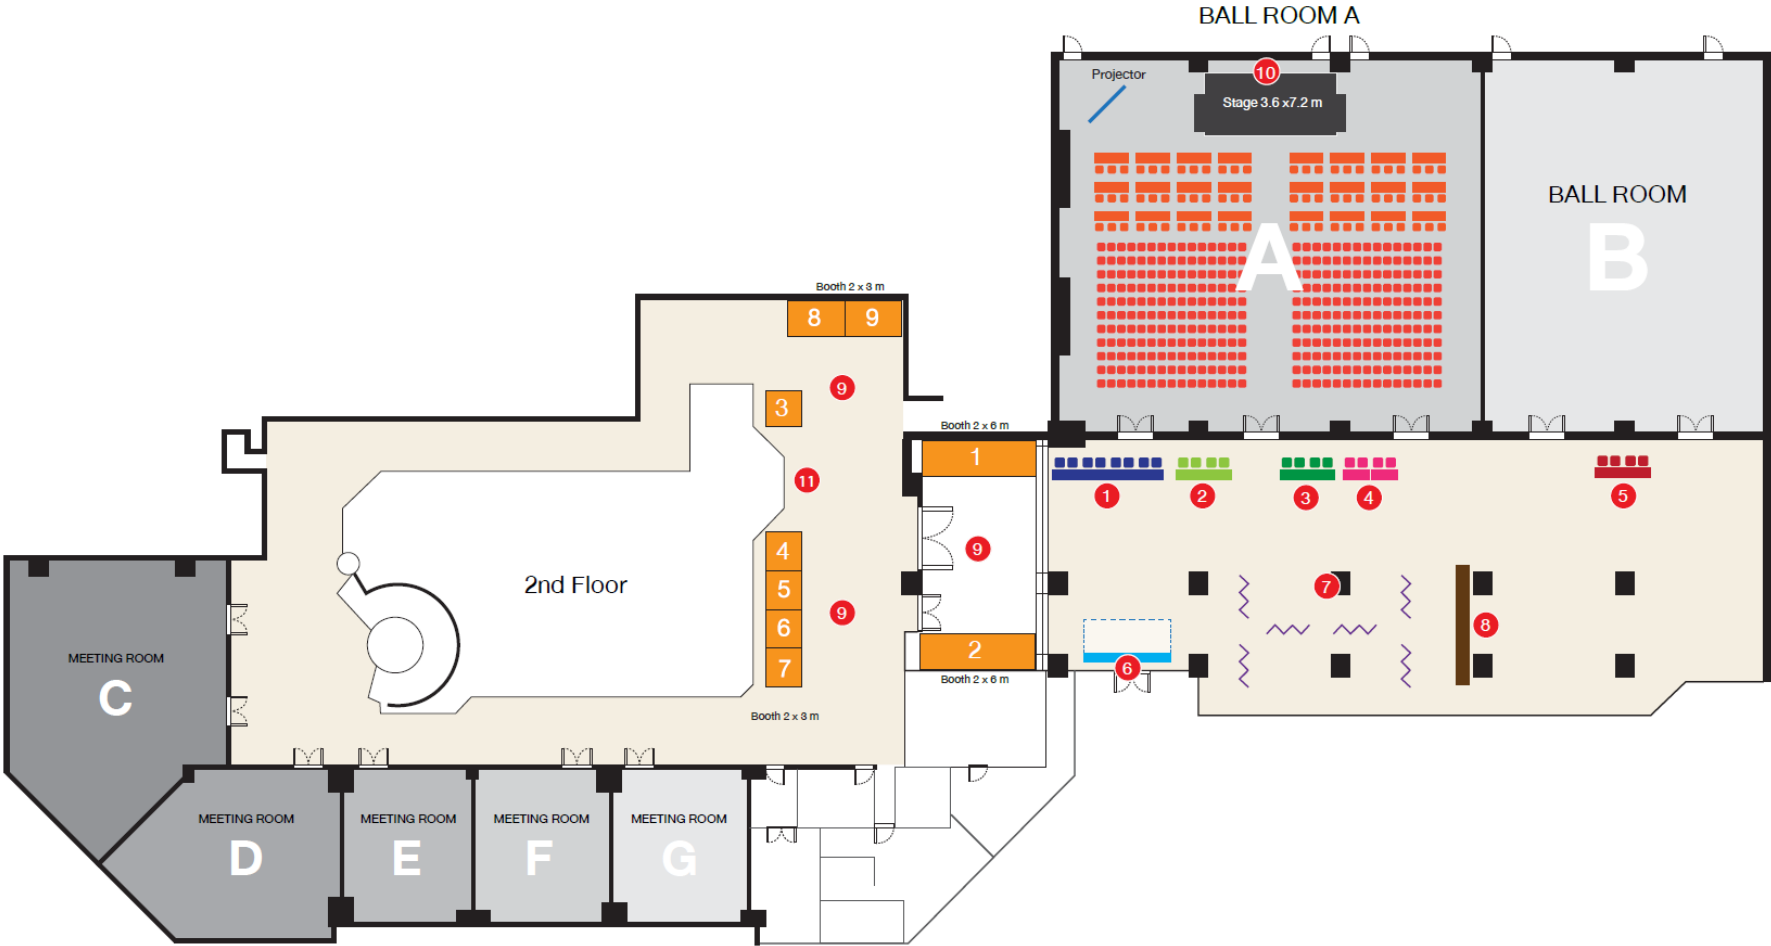 BALL ROOM A
10
Projector
Stage 3.6 x7.2 m
A
BALL ROOM
B
Booth 2 x 3 m
8
9
9
3
11
4
5
6
7
9
Booth 2 x 3 m
2nd Floor
Booth 2 x 6 m
1
9
2
Booth 2 x 6 m
1
2
3
4
5
6
7
8
MEETING ROOM
C
MEETING ROOM
D
MEETING ROOM
E
MEETING ROOM
F
MEETING ROOM
G